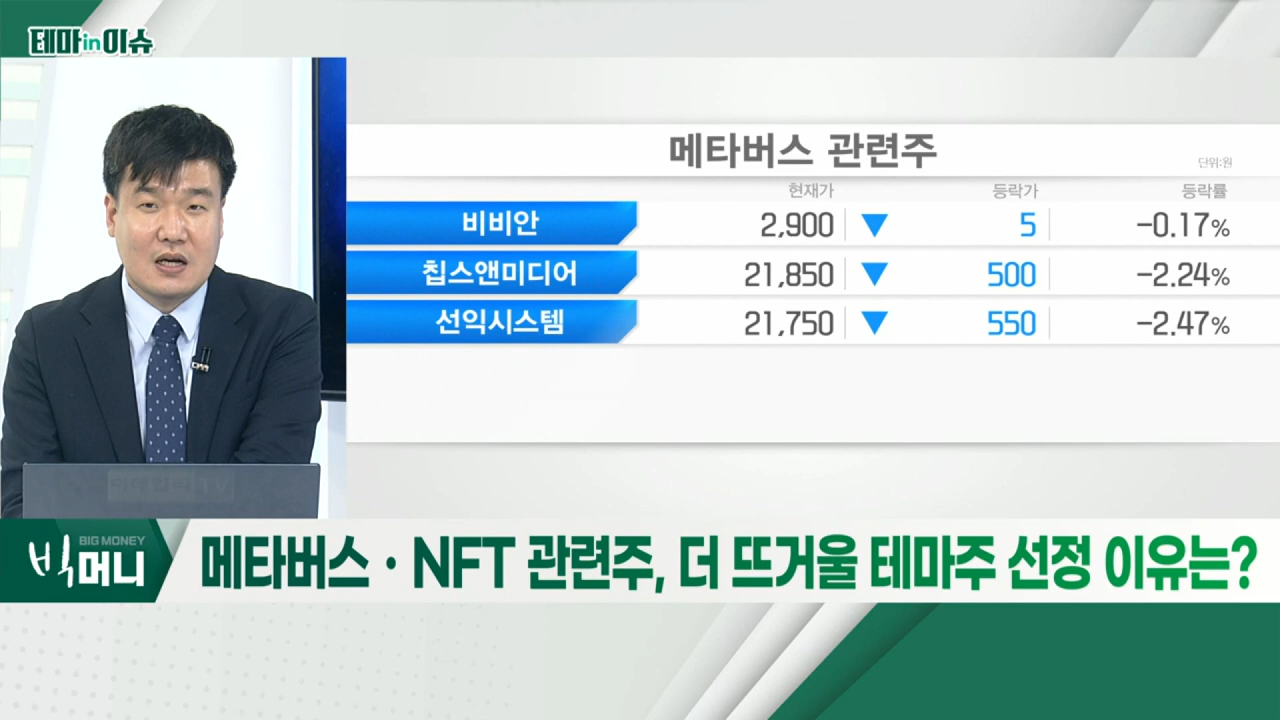 테마in이슈
메타버스 관련주
단위:원
현재가 등락가 등락률
비비안 2,900 ▼ 5 -0.17%
칩스앤미디어 21,850 ▼ 500 -2.24%
선익시스템 21,750 ▼ 550 -2.47%
BIG MONEY
빅머니
메타버스·NFT 관련주, 더 뜨거울 테마주 선정 이유는?